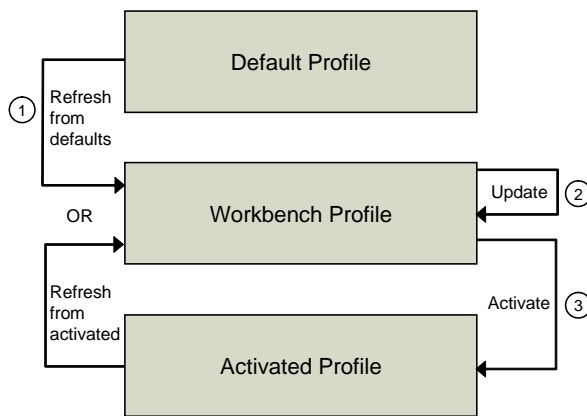 Default Profile
1
Refresh
from
defaults
Workbench Profile
Update
2
OR
Refresh
from
activated
Activate
3
Activated Profile